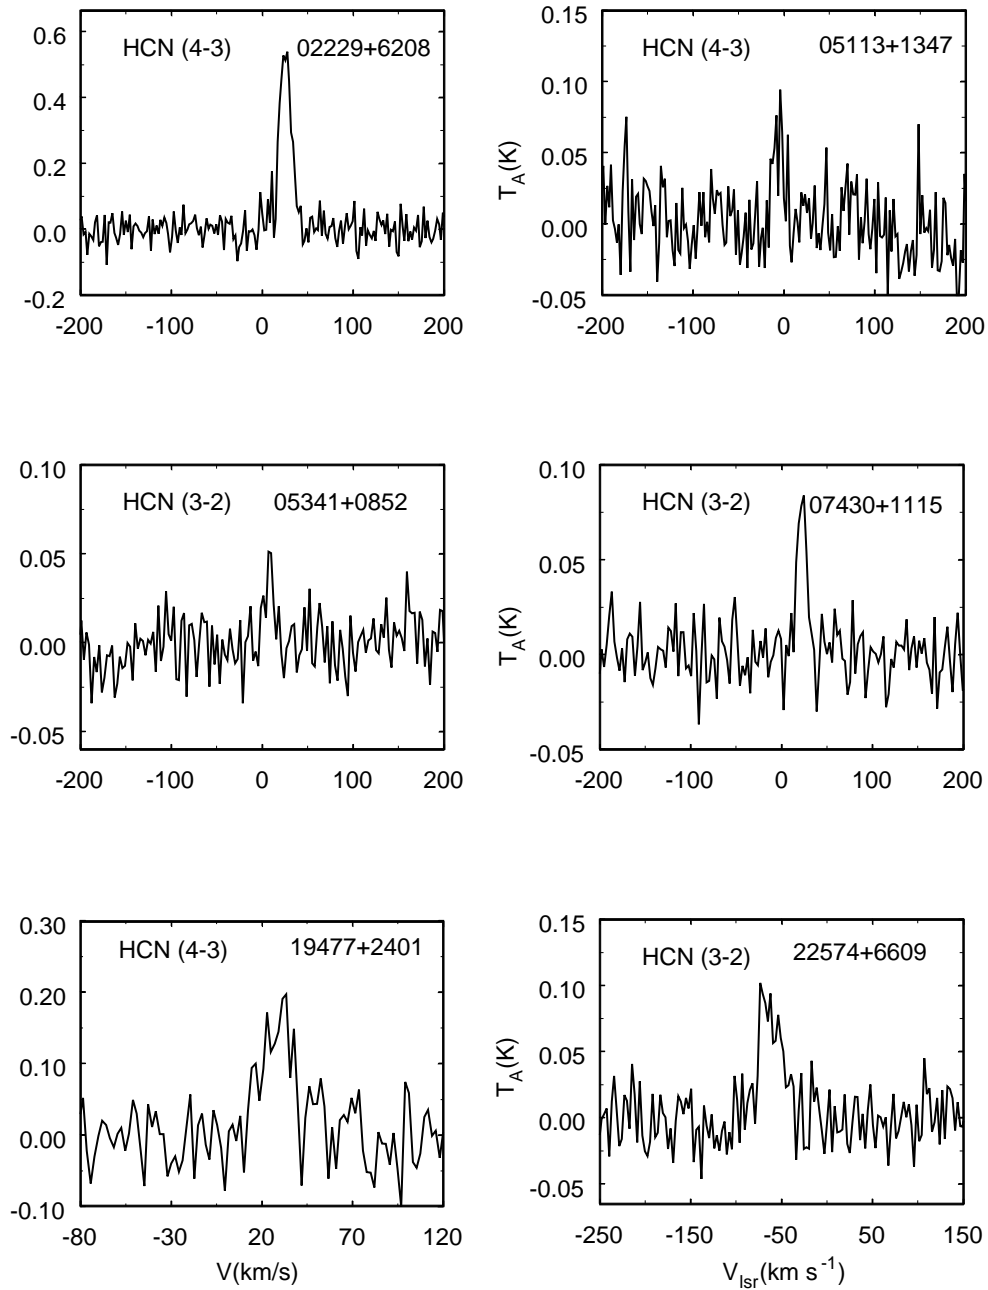 HCN (4-3) 02229+6208
0.6
0.4
0.2
0.0
-0.2
-200 -100 0 100 200
HCN (4-3) 05113+1347
T_A(K)
0.15
0.10
0.05
0.00
-0.05
-200 -100 0 100 200
HCN (3-2) 05341+0852
0.10
0.05
0.00
-0.05
-200 -100 0 100 200
HCN (3-2) 07430+1115
T_A(K)
0.10
0.05
0.00
-0.05
-200 -100 0 100 200
HCN (4-3) 19477+2401
0.30
0.20
0.10
0.00
-0.10
-80 -30 20 70 120
V(km/s)
HCN (3-2) 22574+6609
T_A(K)
0.15
0.10
0.05
0.00
-0.05
-250 -150 -50 50 150
V_lsr(km s^-1)